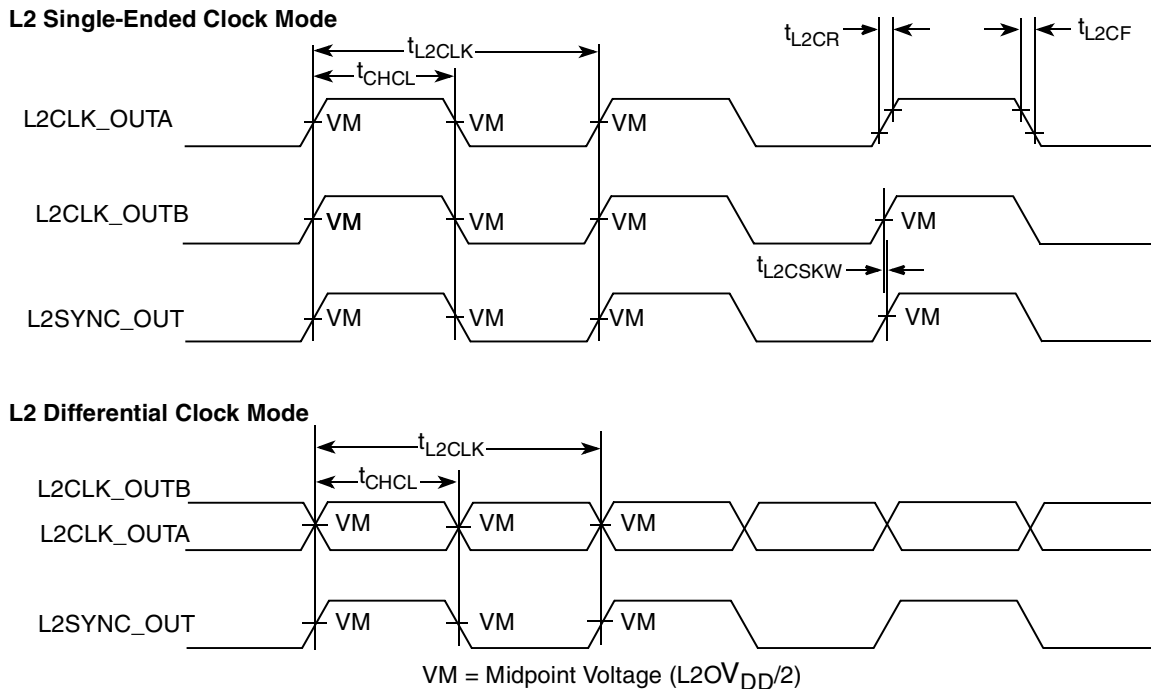 L2 Single-Ended Clock Mode
tL2CR
tL2CF
tL2CLK
tCHCL
L2CLK_OUTA
VM
VM
VM
L2CLK_OUTB
VM
VM
VM
VM
tL2CSKW
L2SYNC_OUT
VM
VM
VM
VM
L2 Differential Clock Mode
tL2CLK
tCHCL
L2CLK_OUTB
L2CLK_OUTA
VM
VM
VM
L2SYNC_OUT
VM
VM
VM
VM = Midpoint Voltage (L2OVDD/2)